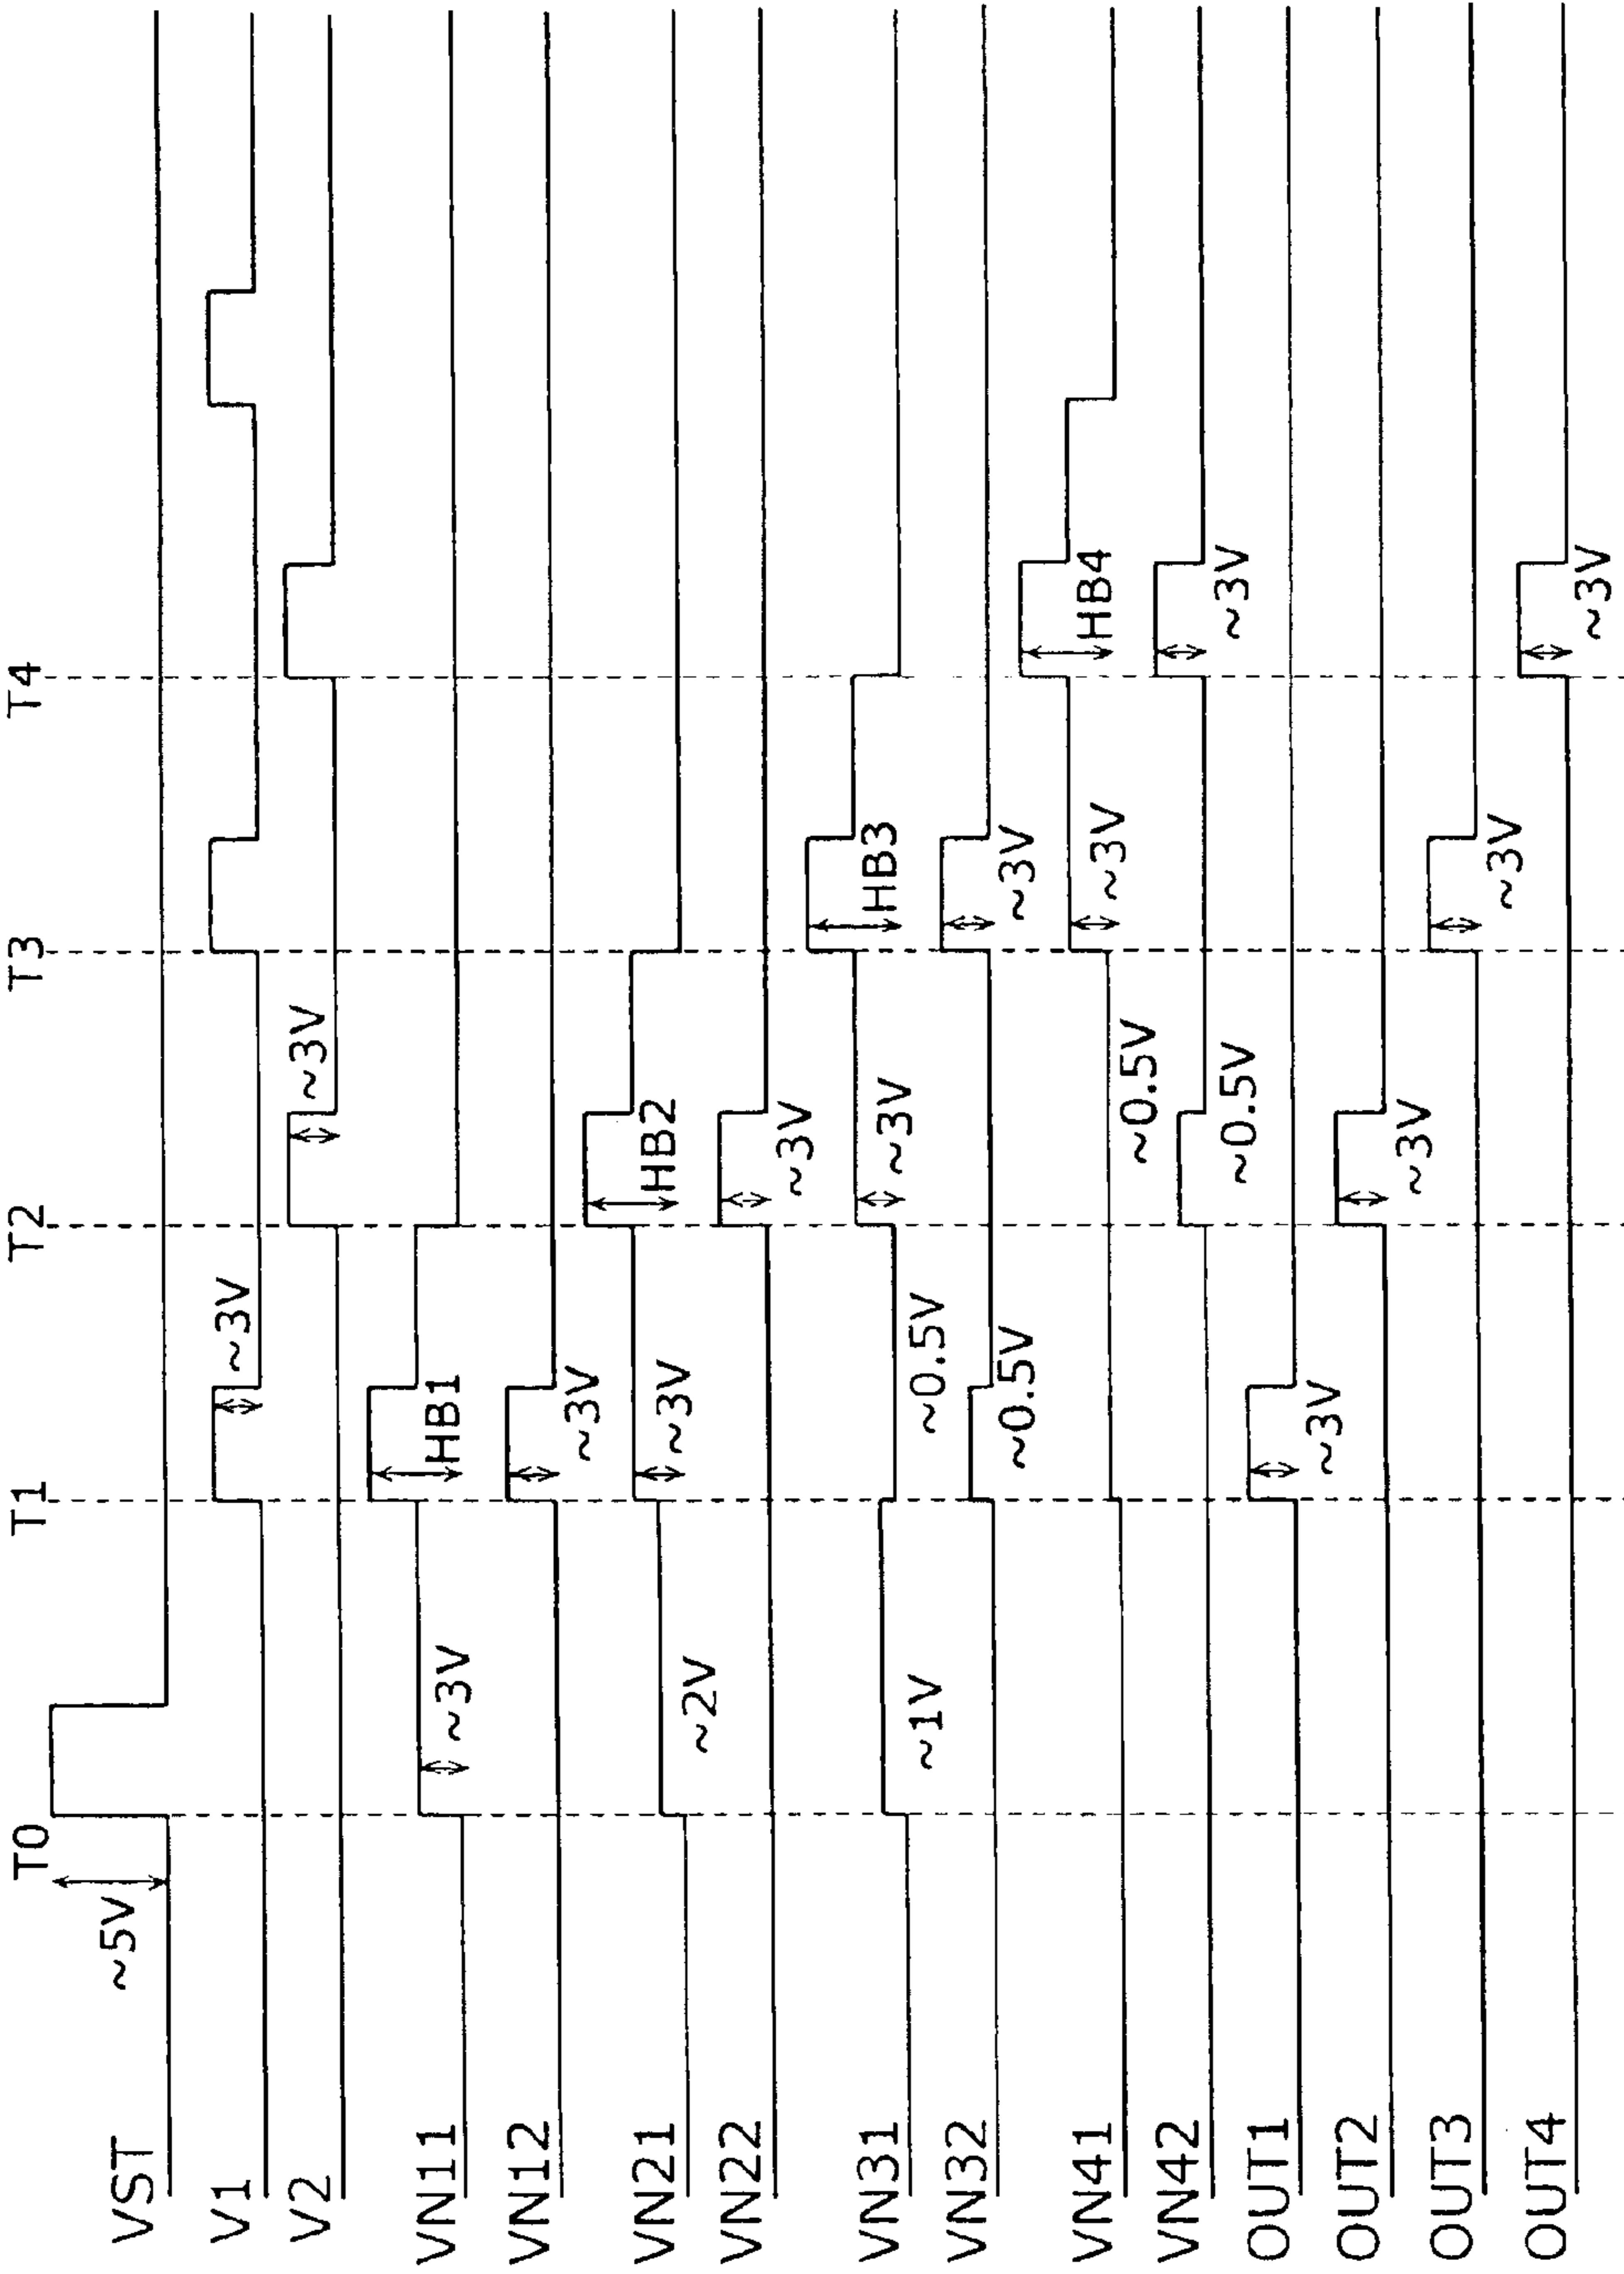 T0 T1 T2 T3 T4
VST ~5V
V1 ~3V
V2 ~3V
VN11 ~3V HB1
VN12 ~3V
VN21 ~2V ~3V HB2
VN22 ~3V
VN31 ~1V ~0.5V ~3V HB3
VN32 ~0.5V ~3V
VN41 ~0.5V ~3V HB4
VN42 ~0.5V ~3V
OUT1 ~3V
OUT2 ~3V
OUT3 ~3V
OUT4 ~3V